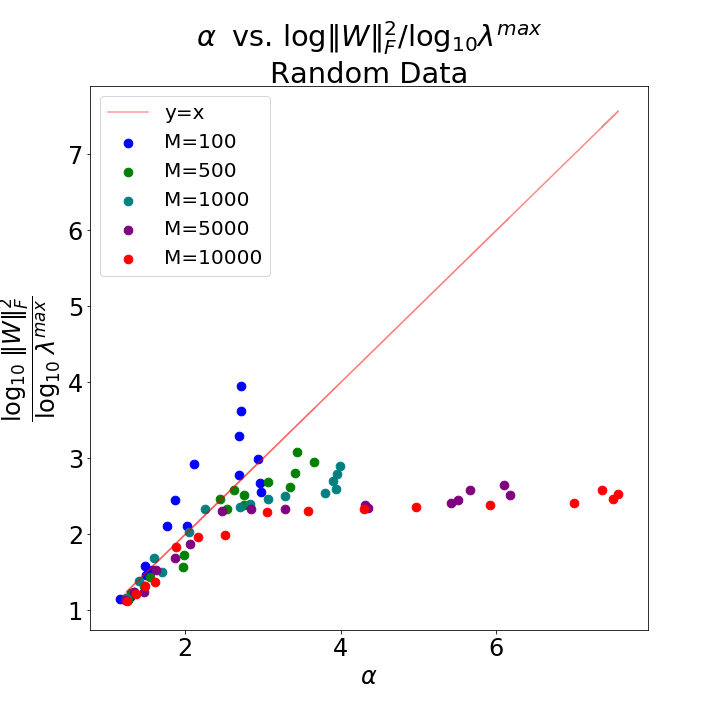 α vs. log‖W‖²_F/log₁₀λ^max
Random Data
y=x
M=100
M=500
M=1000
M=5000
M=10000
log₁₀ ‖W‖²_F
log₁₀ λ^max
7
6
5
4
3
2
1
2 4 6
α